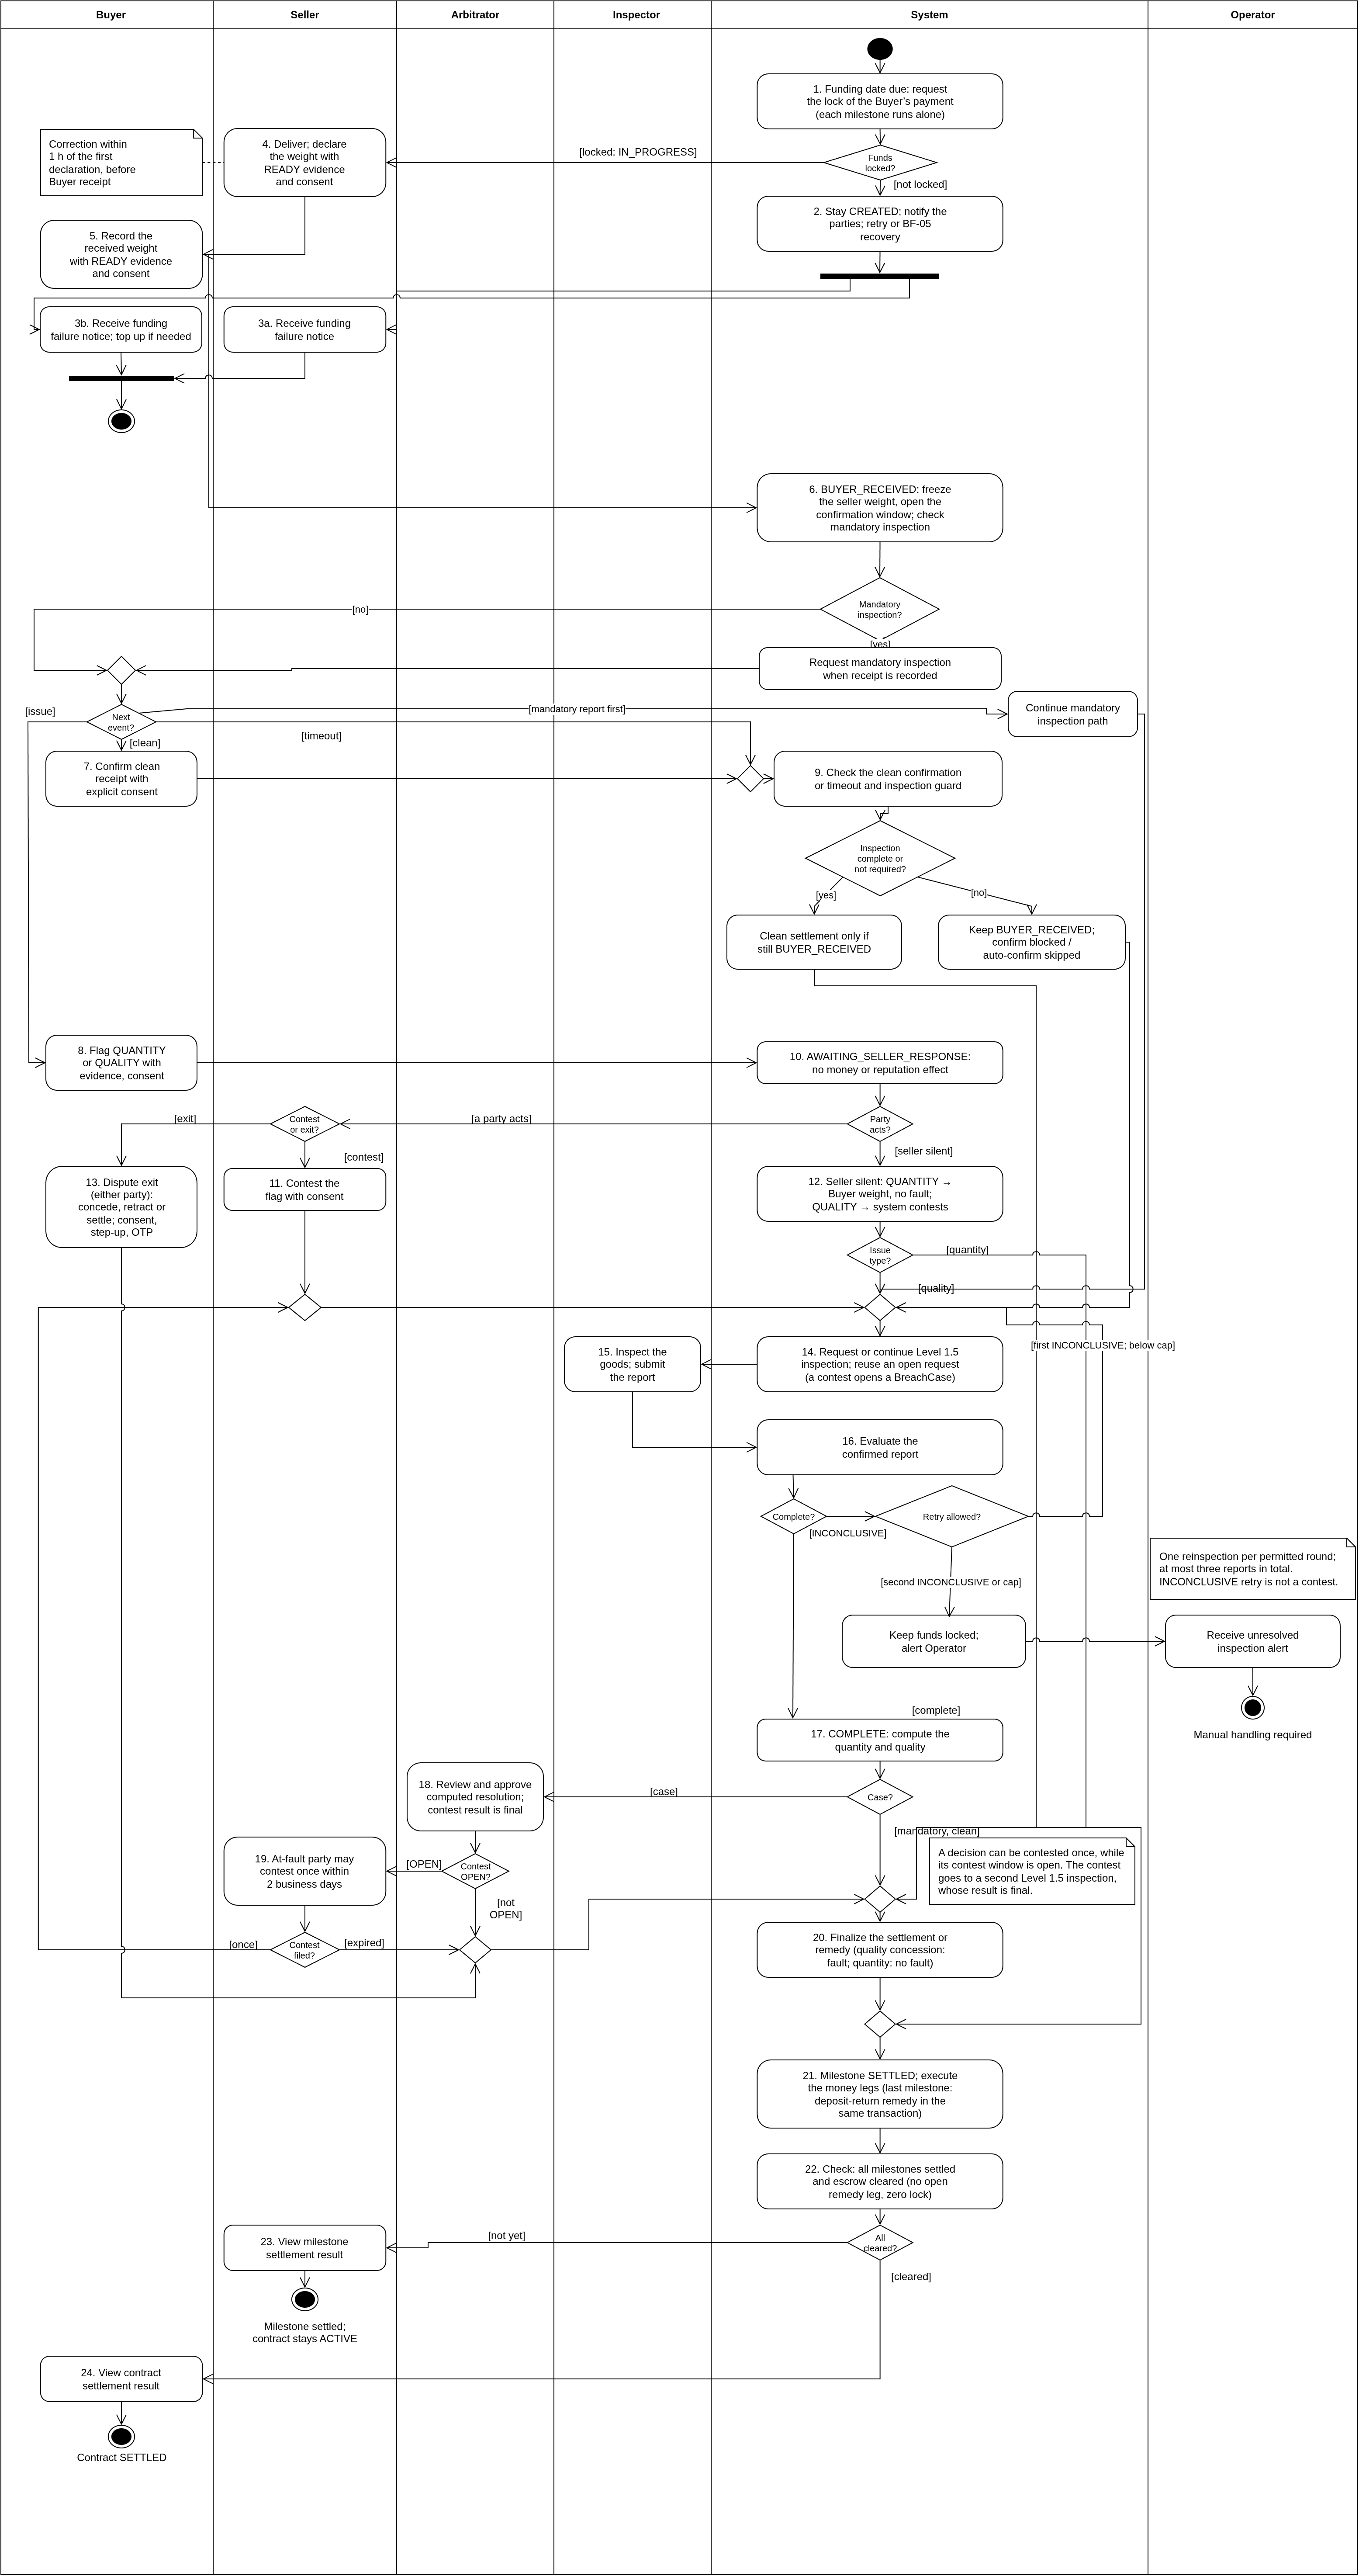 Buyer
Seller
Arbitrator
Inspector
System
Operator
1. Funding date due: request
the lock of the Buyer’s payment
(each milestone runs alone)
Correction within
1 h of the first
declaration, before
Buyer receipt
4. Deliver; declare
the weight with
READY evidence
and consent
[locked: IN_PROGRESS]
Funds
locked?
[not locked]
2. Stay CREATED; notify the
parties; retry or BF-05
recovery
5. Record the
received weight
with READY evidence
and consent
3b. Receive funding
failure notice; top up if needed
3a. Receive funding
failure notice
6. BUYER_RECEIVED: freeze
the seller weight, open the
confirmation window; check
mandatory inspection
Mandatory
inspection?
[no]
[yes]
Request mandatory inspection
when receipt is recorded
[issue]
Next
event?
[mandatory report first]
Continue mandatory
inspection path
[clean]
[timeout]
7. Confirm clean
receipt with
explicit consent
9. Check the clean confirmation
or timeout and inspection guard
Inspection
complete or
not required?
[yes]
[no]
Clean settlement only if
still BUYER_RECEIVED
Keep BUYER_RECEIVED;
confirm blocked /
auto-confirm skipped
8. Flag QUANTITY
or QUALITY with
evidence, consent
10. AWAITING_SELLER_RESPONSE:
no money or reputation effect
[exit]
Contest
or exit?
[a party acts]
Party
acts?
[contest]
[seller silent]
13. Dispute exit
(either party):
concede, retract or
settle; consent,
step-up, OTP
11. Contest the
flag with consent
12. Seller silent: QUANTITY →
Buyer weight, no fault;
QUALITY → system contests
Issue
type?
[quantity]
[quality]
[first INCONCLUSIVE; below cap]
15. Inspect the
goods; submit
the report
14. Request or continue Level 1.5
inspection; reuse an open request
(a contest opens a BreachCase)
16. Evaluate the
confirmed report
Complete?
Retry allowed?
[INCONCLUSIVE]
[second INCONCLUSIVE or cap]
One reinspection per permitted round;
at most three reports in total.
INCONCLUSIVE retry is not a contest.
Keep funds locked;
alert Operator
Receive unresolved
inspection alert
[complete]
Manual handling required
17. COMPLETE: compute the
quantity and quality
18. Review and approve
computed resolution;
contest result is final
[case]
Case?
[mandatory, clean]
A decision can be contested once, while
its contest window is open. The contest
goes to a second Level 1.5 inspection,
whose result is final.
19. At-fault party may
contest once within
2 business days
[OPEN]
Contest
OPEN?
[not
OPEN]
[once]
Contest
filed?
[expired]
20. Finalize the settlement or
remedy (quality concession:
fault; quantity: no fault)
21. Milestone SETTLED; execute
the money legs (last milestone:
deposit-return remedy in the
same transaction)
22. Check: all milestones settled
and escrow cleared (no open
remedy leg, zero lock)
23. View milestone
settlement result
[not yet]
All
cleared?
[cleared]
Milestone settled;
contract stays ACTIVE
24. View contract
settlement result
Contract SETTLED